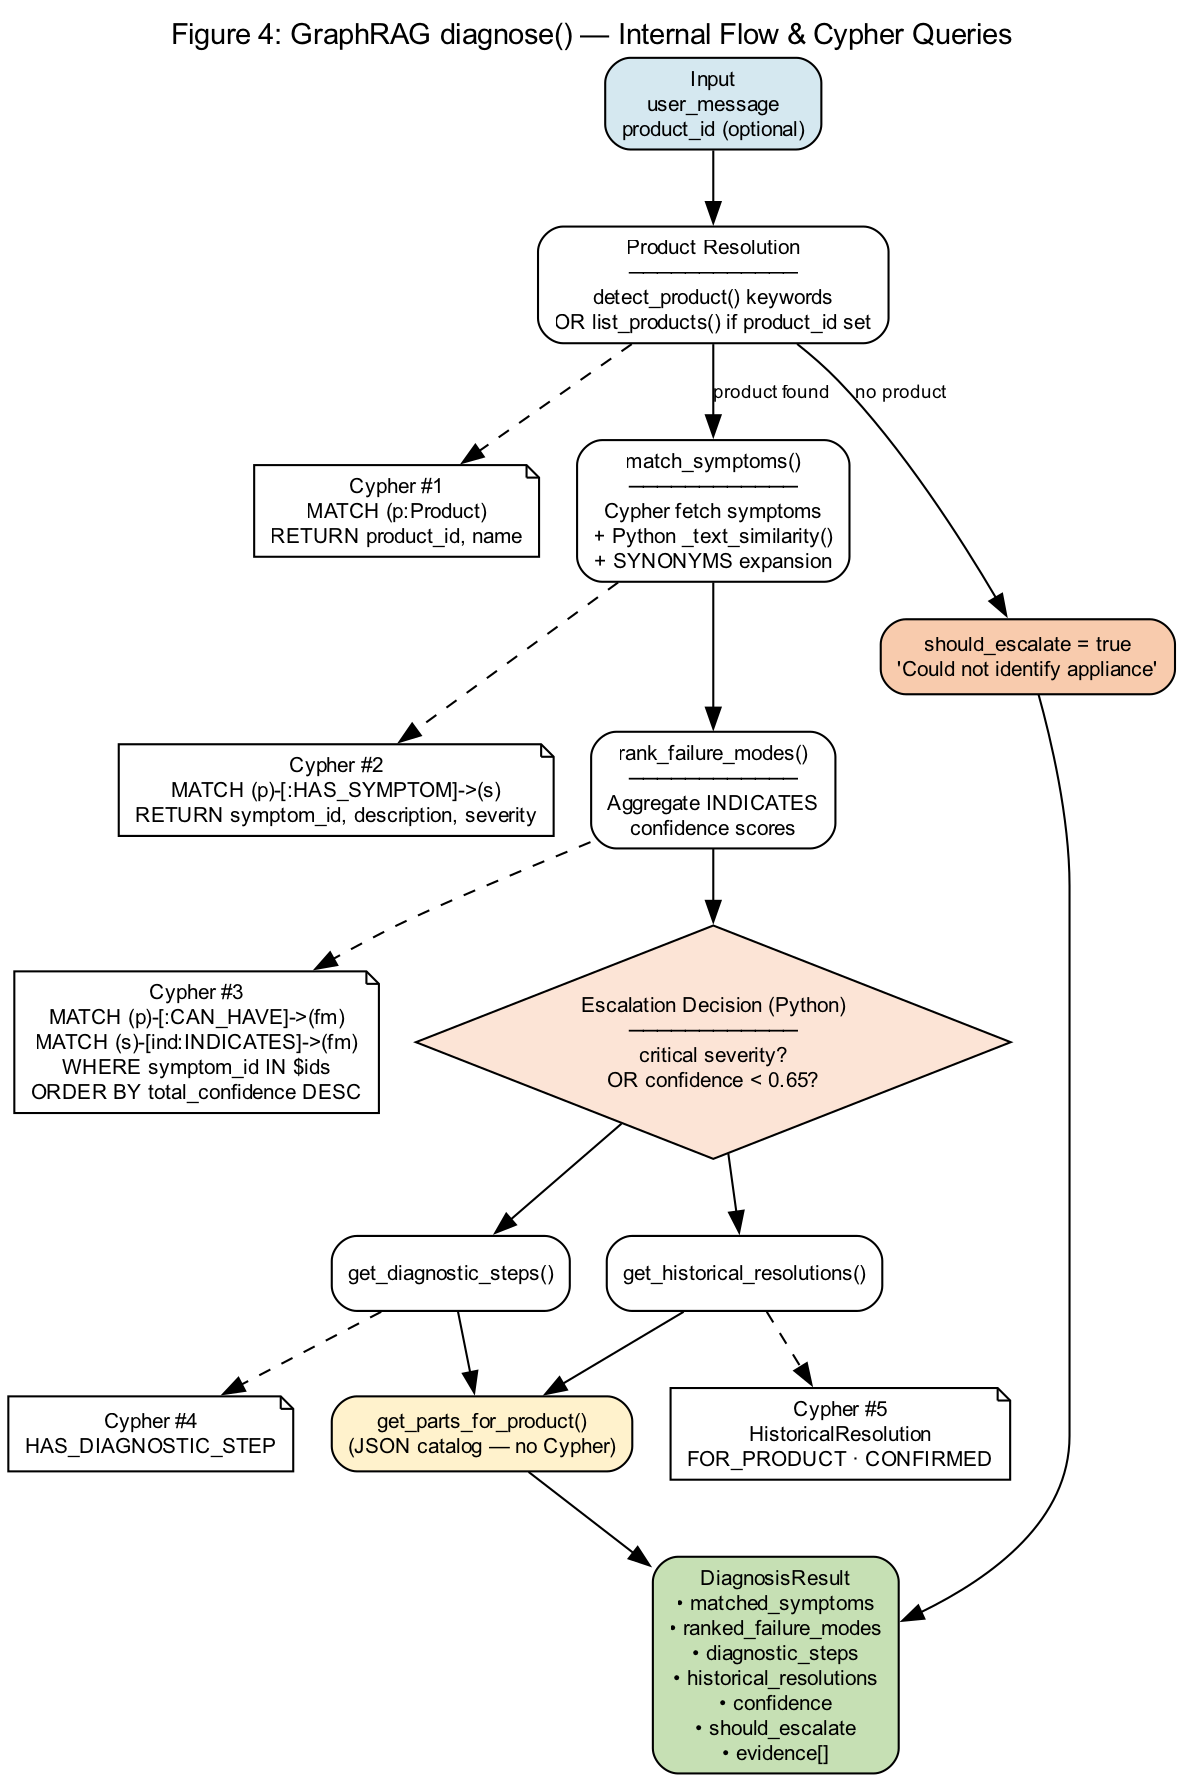 Figure 4: GraphRAG diagnose() — Internal Flow & Cypher Queries
Input
user_message
product_id (optional)
Product Resolution
────────────
detect_product() keywords
OR list_products() if product_id set
product found
no product
Cypher #1
MATCH (p:Product)
RETURN product_id, name
match_symptoms()
────────────
Cypher fetch symptoms
+ Python _text_similarity()
+ SYNONYMS expansion
should_escalate = true
'Could not identify appliance'
Cypher #2
MATCH (p)-[:HAS_SYMPTOM]->(s)
RETURN symptom_id, description, severity
rank_failure_modes()
────────────
Aggregate INDICATES
confidence scores
Cypher #3
MATCH (p)-[:CAN_HAVE]->(fm)
MATCH (s)-[ind:INDICATES]->(fm)
WHERE symptom_id IN $ids
ORDER BY total_confidence DESC
Escalation Decision (Python)
────────────
critical severity?
OR confidence < 0.65?
get_diagnostic_steps()
get_historical_resolutions()
Cypher #4
HAS_DIAGNOSTIC_STEP
get_parts_for_product()
(JSON catalog — no Cypher)
Cypher #5
HistoricalResolution
FOR_PRODUCT · CONFIRMED
DiagnosisResult
• matched_symptoms
• ranked_failure_modes
• diagnostic_steps
• historical_resolutions
• confidence
• should_escalate
• evidence[]